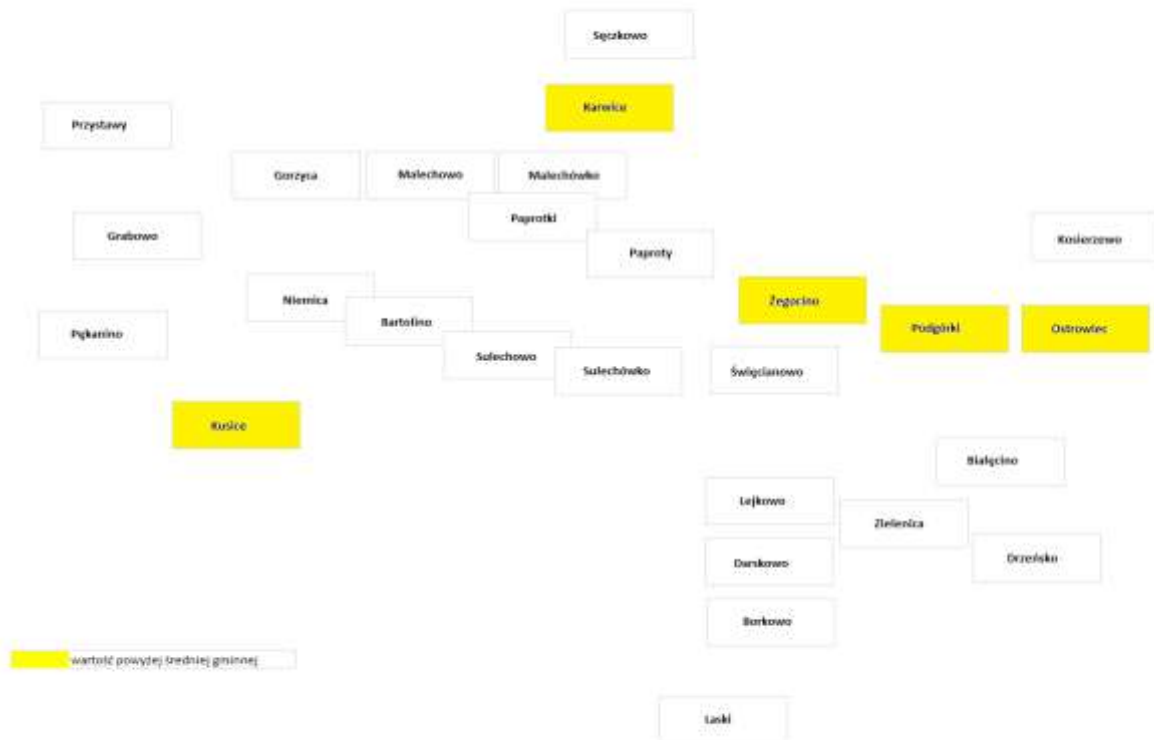 Sęczkowo
Karwice
Przystawy
Gorzyca
Malechowo
Malechówko
Paprotki
Grabowo
Kosierzewo
Paproty
Niemica
Żegocino
Bartolino
Podgórki
Ostrowiec
Pękanino
Sulechowo
Sulechówko
Święcianowo
Kusice
Białęcino
Lejkowo
Zielenica
Drzeńsko
Darskowo
Borkowo
wartość powyżej średniej gminnej
Laski